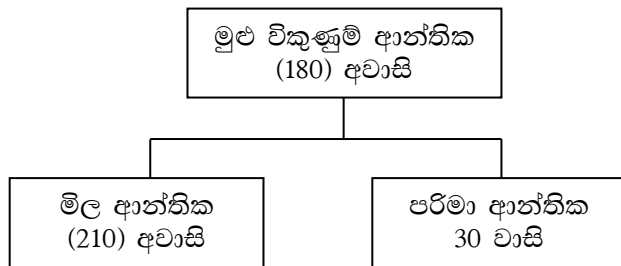 මුළු විකුණුම් ආන්තික
(180) අවාසි
මිල ආන්තික
(210) අවාසි
පරිමා ආන්තික
30 වාසි